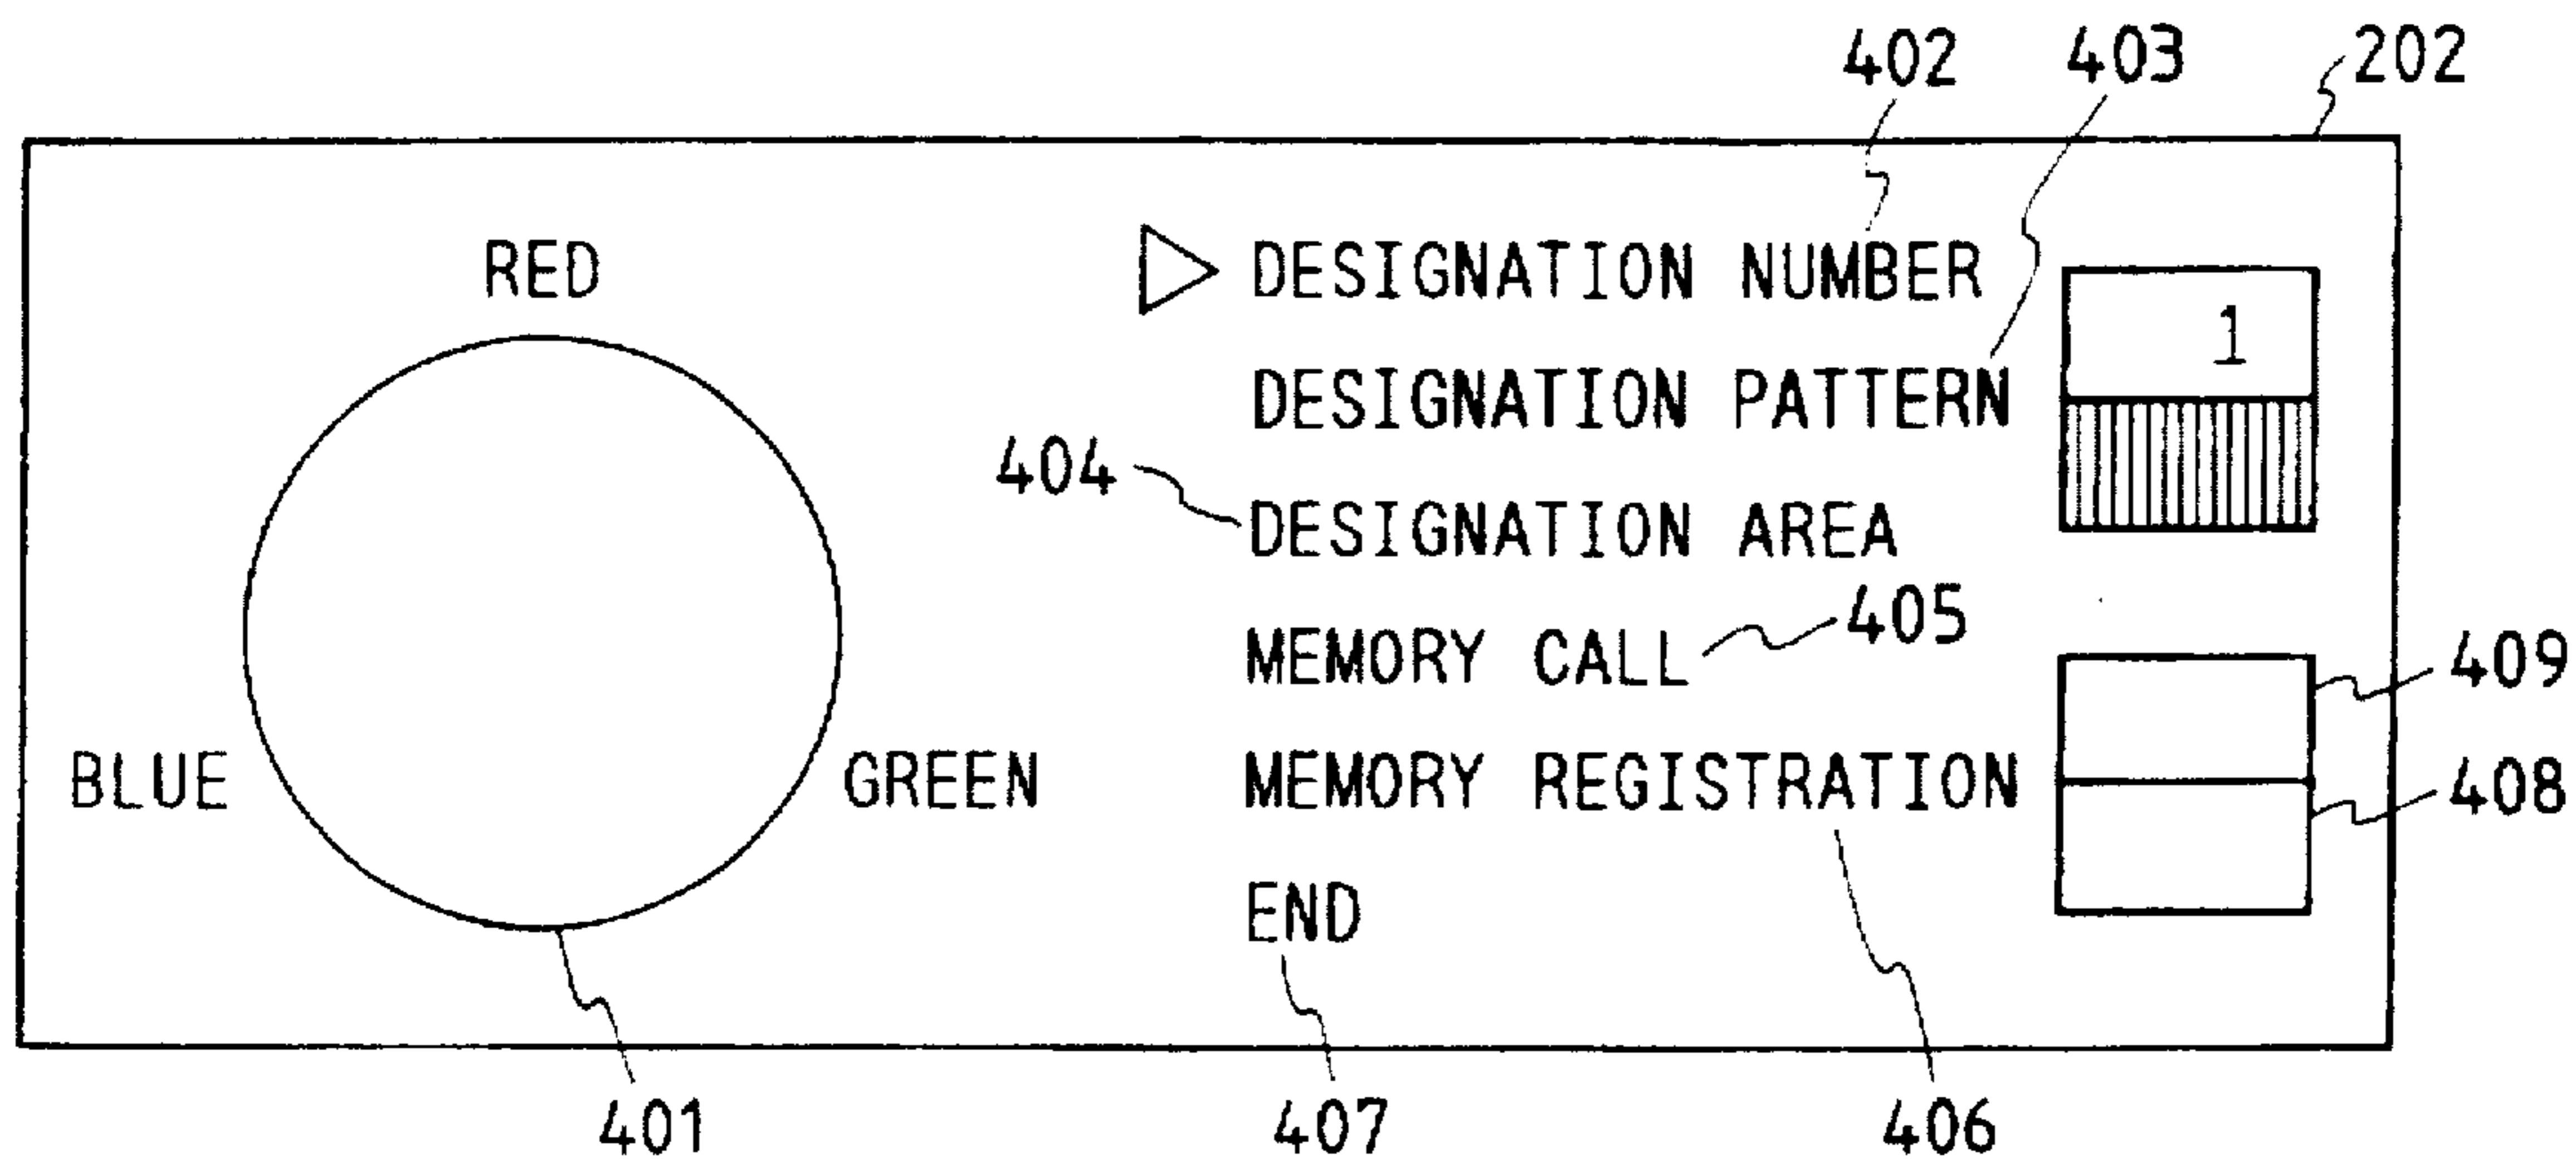 402 403 202
RED
DESIGNATION NUMBER
1
DESIGNATION PATTERN
404
DESIGNATION AREA
MEMORY CALL 405
409
BLUE GREEN
MEMORY REGISTRATION
408
END
401 407 406